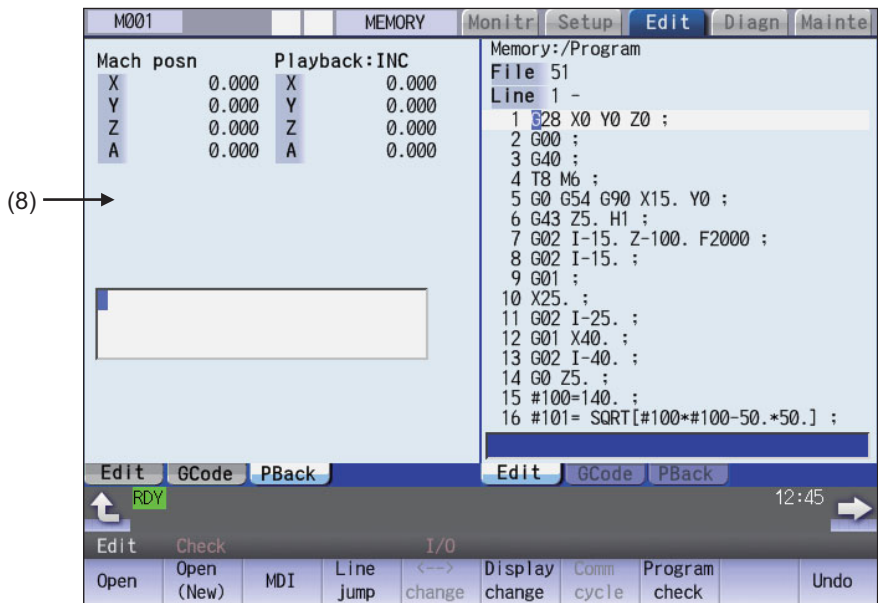 M001 MEMORY Monitr Setup Edit Diagn Mainte
Mach posn Playback:INC
X 0.000 X 0.000
Y 0.000 Y 0.000
Z 0.000 Z 0.000
A 0.000 A 0.000
(8)
Memory:/Program
File 51
Line 1 -
1 G28 X0 Y0 Z0 ;
2 G00 ;
3 G40 ;
4 T8 M6 ;
5 G0 G54 G90 X15. Y0 ;
6 G43 Z5. H1 ;
7 G02 I-15. Z-100. F2000 ;
8 G02 I-15. ;
9 G01 ;
10 X25. ;
11 G02 I-25. ;
12 G01 X40. ;
13 G02 I-40. ;
14 G0 Z5. ;
15 #100=140. ;
16 #101= SQRT[#100*#100-50.*50.] ;
Edit GCode PBack
Edit GCode PBack
RDY 12:45
Edit Check I/O
Open
Open
(New)
MDI
Line
jump
<-->
change
Display
change
Comm
cycle
Program
check
Undo